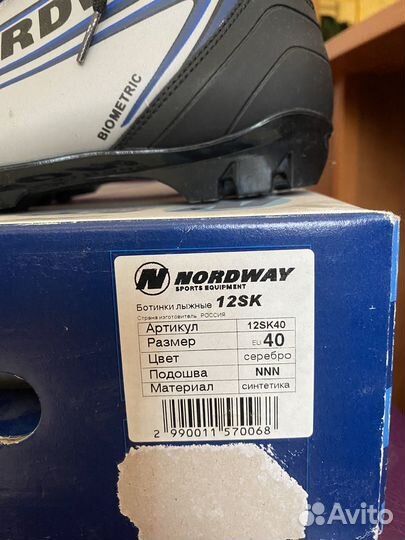 NORDW
BIOMETRIC
N NORDWAY
SPORTS EQUIPMENT
Ботинки лыжные 12SK
Страна изготовитель РОССИЯ
Артикул 12SK40
Размер EU 40
Цвет серебро
Подошва NNN
Материал синтетика
2 990011 570068
Avito